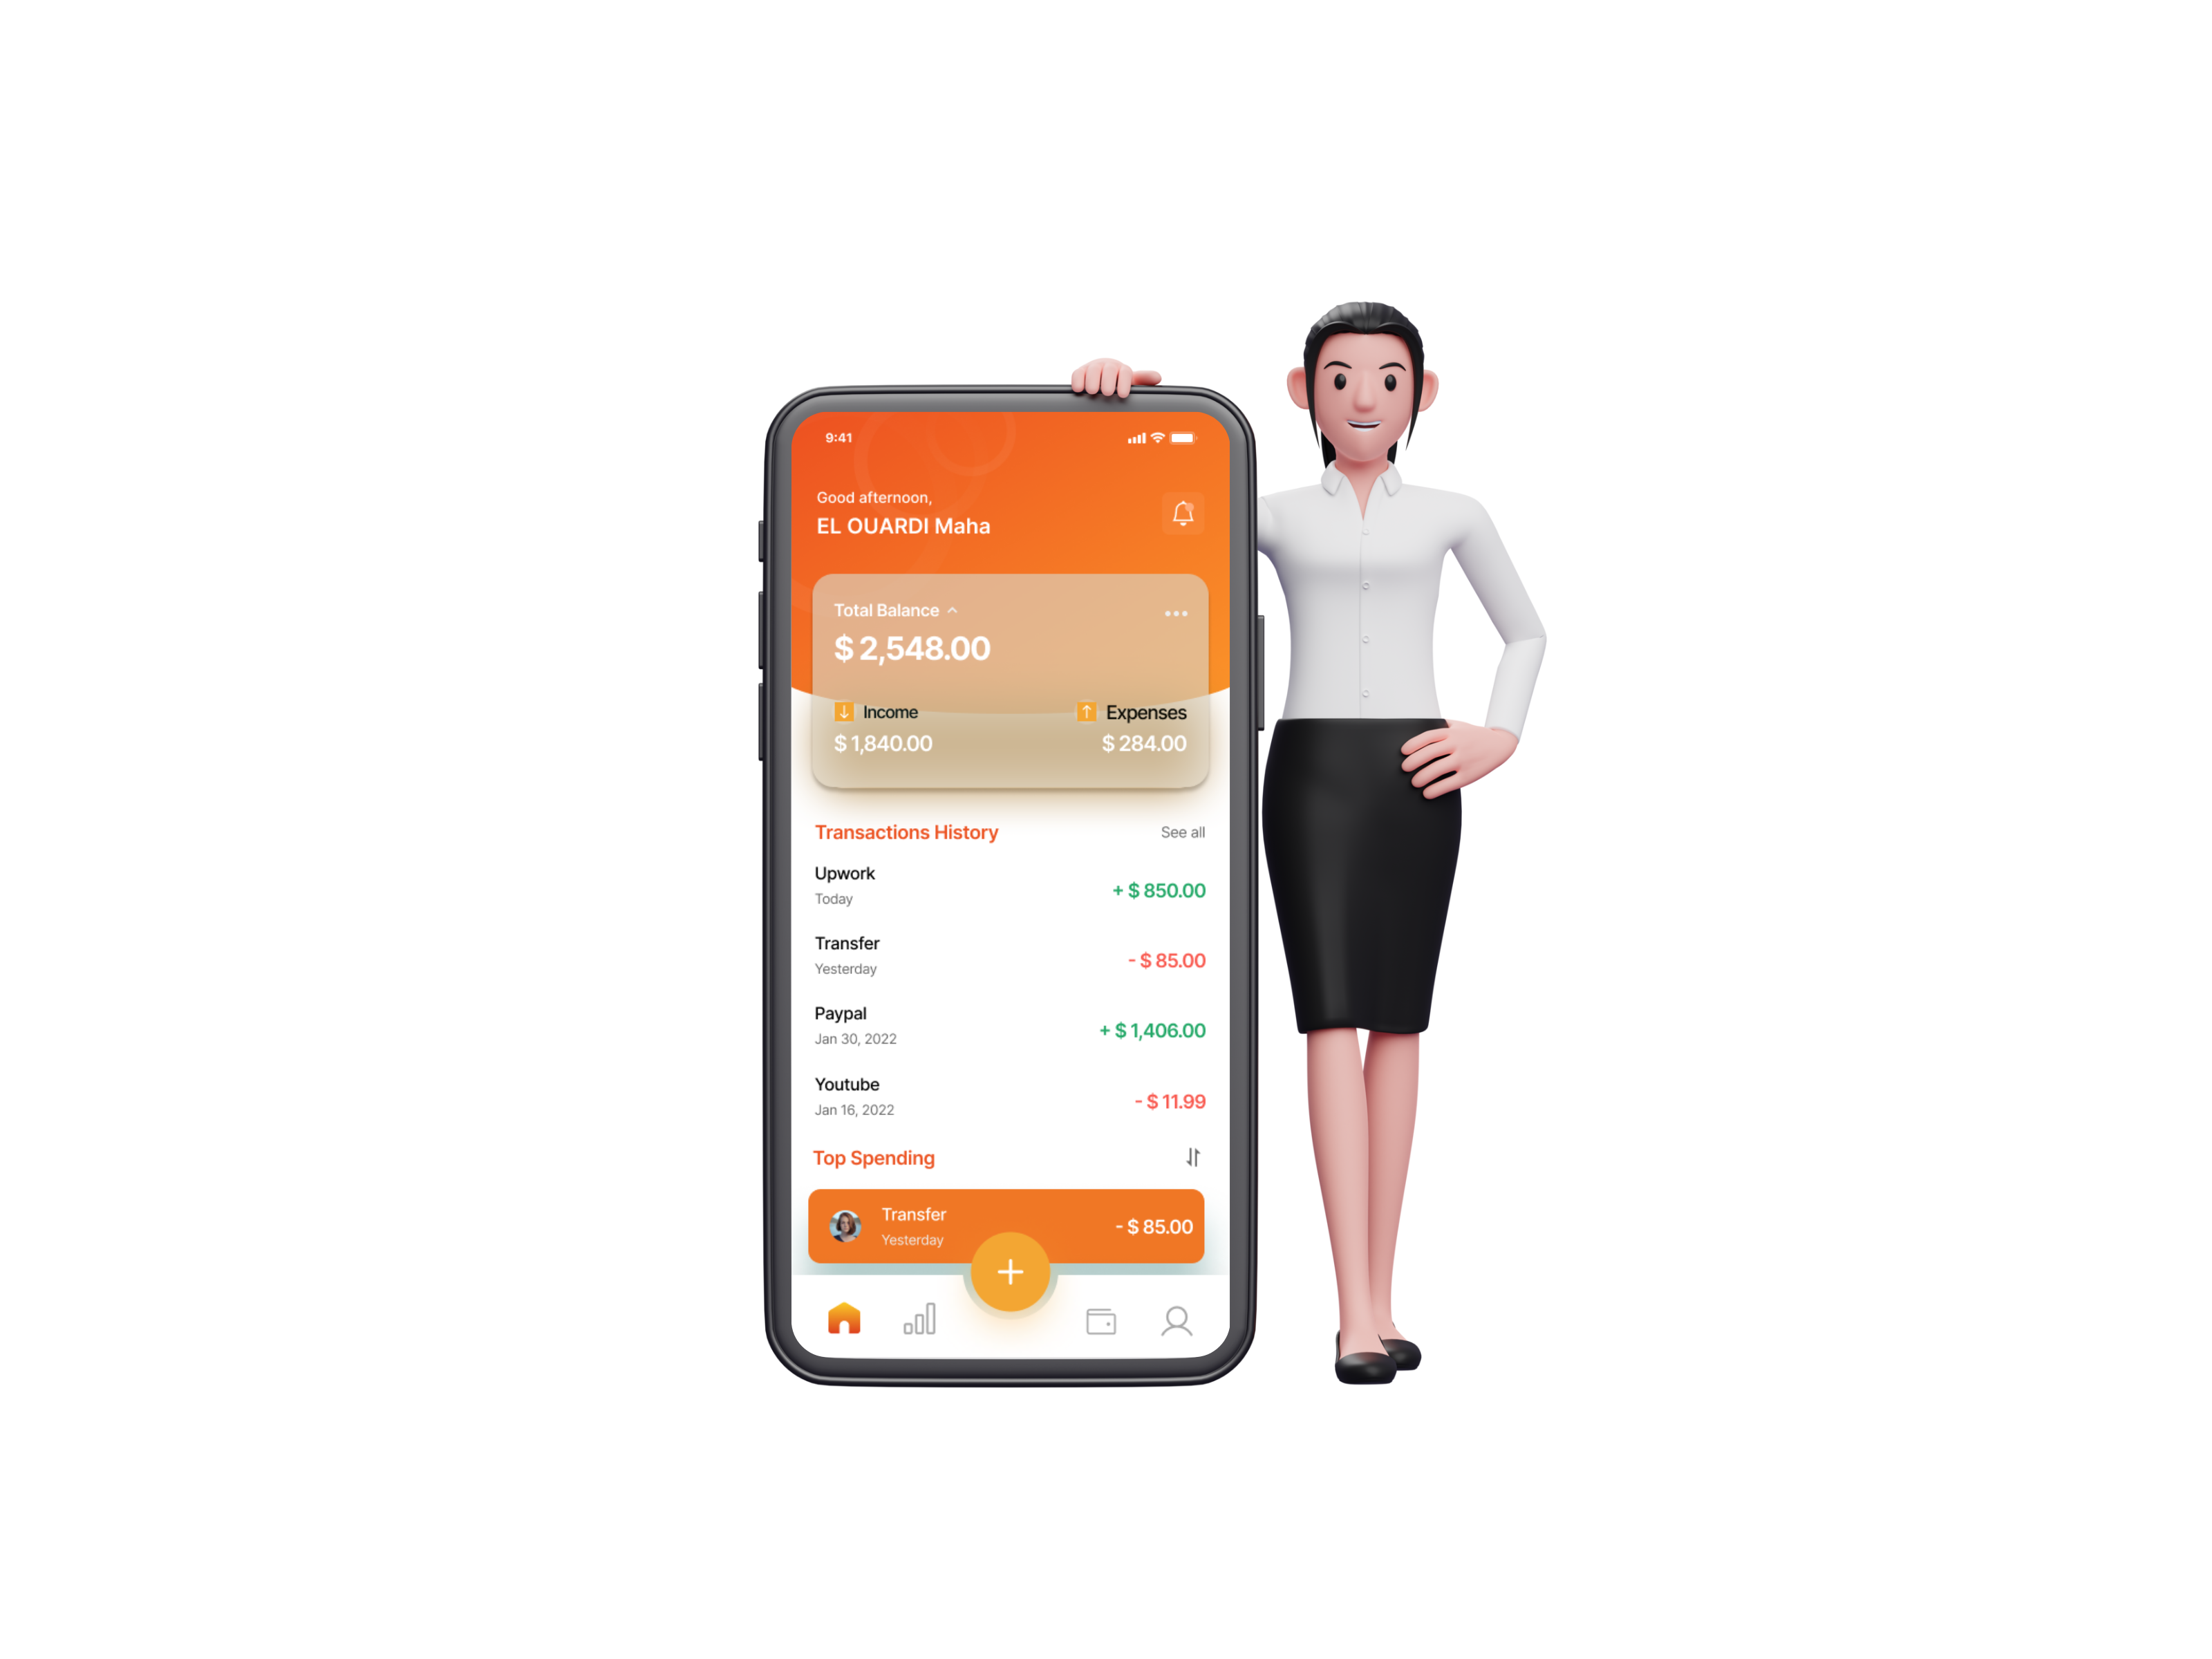 9:41
Good afternoon,
EL OUARDI Maha
Total Balance
$ 2,548.00
Income
Expenses
$ 1,840.00
$ 284.00
Transactions History
See all
Upwork
Today
+ $ 850.00
Transfer
Yesterday
- $ 85.00
Paypal
Jan 30, 2022
+ $ 1,406.00
Youtube
Jan 16, 2022
- $ 11.99
Top Spending
Transfer
Yesterday
- $ 85.00